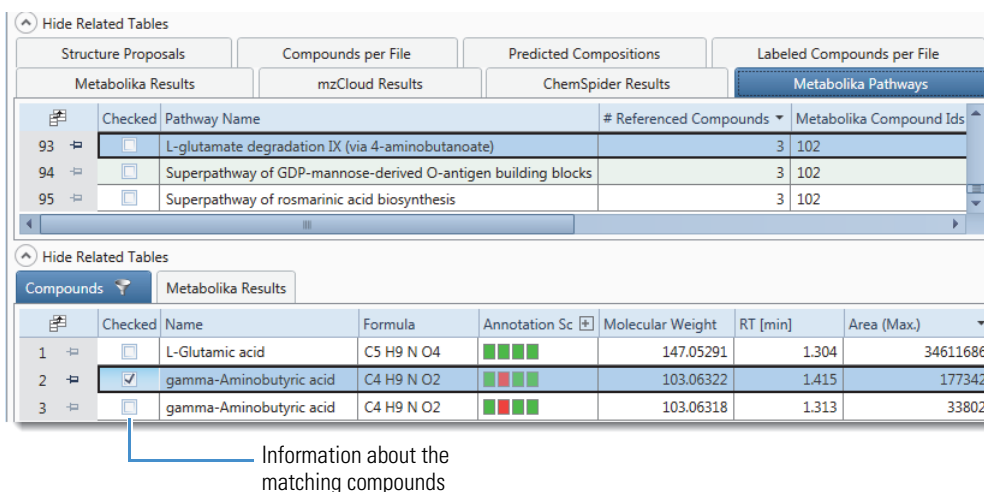 Hide Related Tables
Structure Proposals Compounds per File Predicted Compositions Labeled Compounds per File
Metabolika Results mzCloud Results ChemSpider Results Metabolika Pathways
Checked Pathway Name # Referenced Compounds Metabolika Compound Ids
93 L-glutamate degradation IX (via 4-aminobutanoate) 3 102
94 Superpathway of GDP-mannose-derived O-antigen building blocks 3 102
95 Superpathway of rosmarinic acid biosynthesis 3 102
Hide Related Tables
Compounds Metabolika Results
Checked Name Formula Annotation Sc Molecular Weight RT [min] Area (Max.)
1 L-Glutamic acid C5 H9 N O4 147.05291 1.304 34611686
2 gamma-Aminobutyric acid C4 H9 N O2 103.06322 1.415 177342
3 gamma-Aminobutyric acid C4 H9 N O2 103.06318 1.313 33802
Information about the
matching compounds